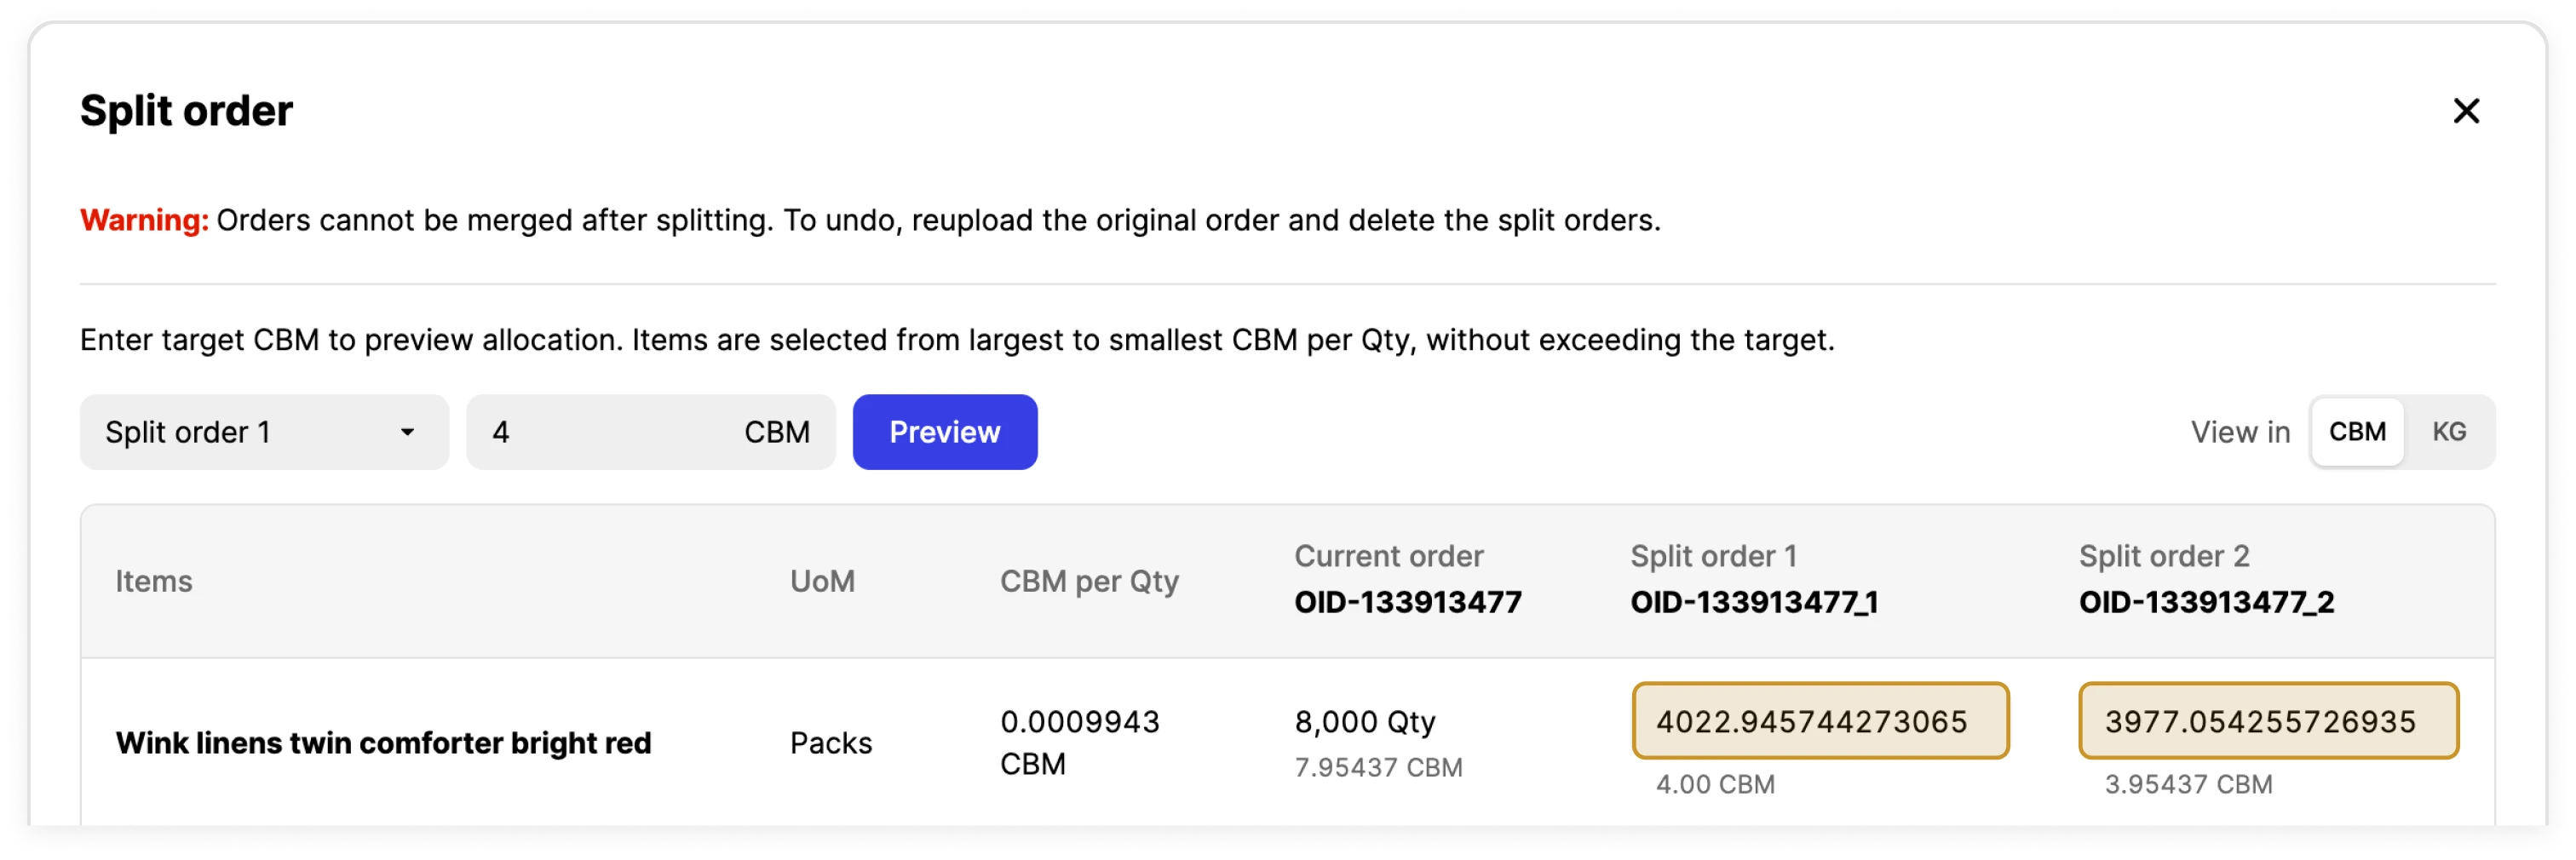 Split order
Warning: Orders cannot be merged after splitting. To undo, reupload the original order and delete the split orders.
Enter target CBM to preview allocation. Items are selected from largest to smallest CBM per Qty, without exceeding the target.
Split order 1
4 CBM
Preview
View in CBM KG
Items
UoM
CBM per Qty
Current order
OID-133913477
Split order 1
OID-133913477_1
Split order 2
OID-133913477_2
Wink linens twin comforter bright red
Packs
0.0009943
CBM
8,000 Qty
7.95437 CBM
4022.945744273065
4.00 CBM
3977.054255726935
3.95437 CBM